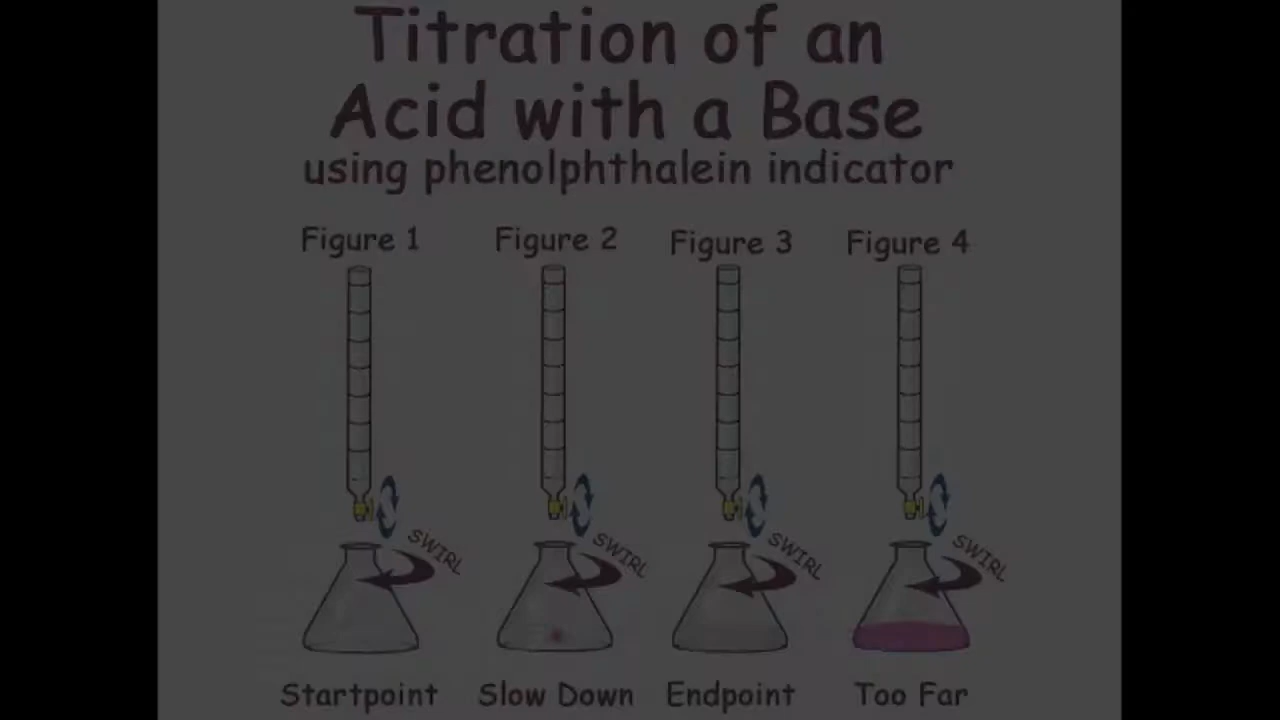 Titration of an
Acid with a Base
using phenolphthalein indicator
Figure 1 Figure 2 Figure 3 Figure 4
SWIRL SWIRL SWIRL SWIRL
Startpoint Slow Down Endpoint Too Far